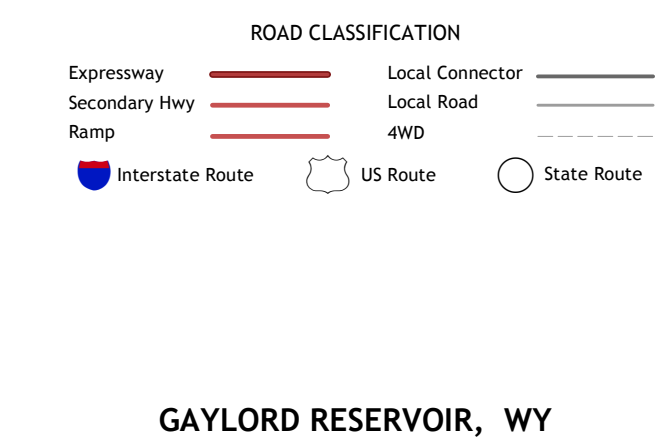 ROAD CLASSIFICATION
Expressway
Local Connector
Secondary Hwy
Local Road
Ramp
4WD
Interstate Route
US Route
State Route
GAYLORD RESERVOIR, WY